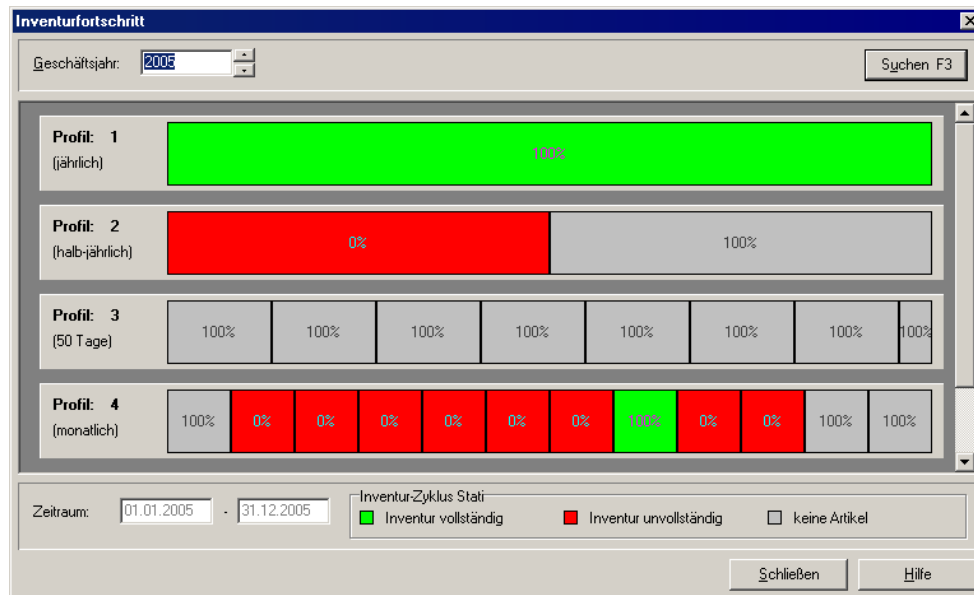 Inventurfortschritt
Geschäftsjahr: 2005 Suchen F3
Profil: 1
(jährlich)
100%
Profil: 2
(halb-jährlich)
0% 100%
Profil: 3
(50 Tage)
100% 100% 100% 100% 100% 100% 100% 100%
Profil: 4
(monatlich)
100% 0% 0% 0% 0% 0% 0% 100% 0% 0% 100% 100%
Zeitraum: 01.01.2005 - 31.12.2005
Inventur-Zyklus Stati
Inventur vollständig Inventur unvollständig keine Artikel
Schließen Hilfe